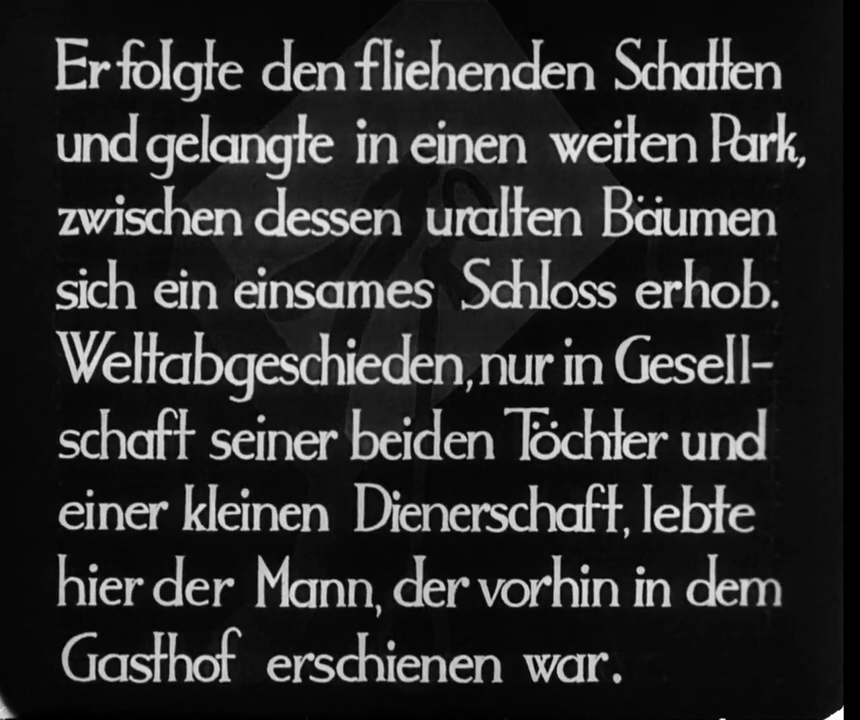 Er folgte den fliehenden Schatten
und gelangte in einen weiten Park,
zwischen dessen uralten Bäumen
sich ein einsames Schloss erhob.
Weltabgeschieden, nur in Gesell-
schaft seiner beiden Töchter und
einer kleinen Dienerschaft, lebte
hier der Mann, der vorhin in dem
Gasthof erschienen war.